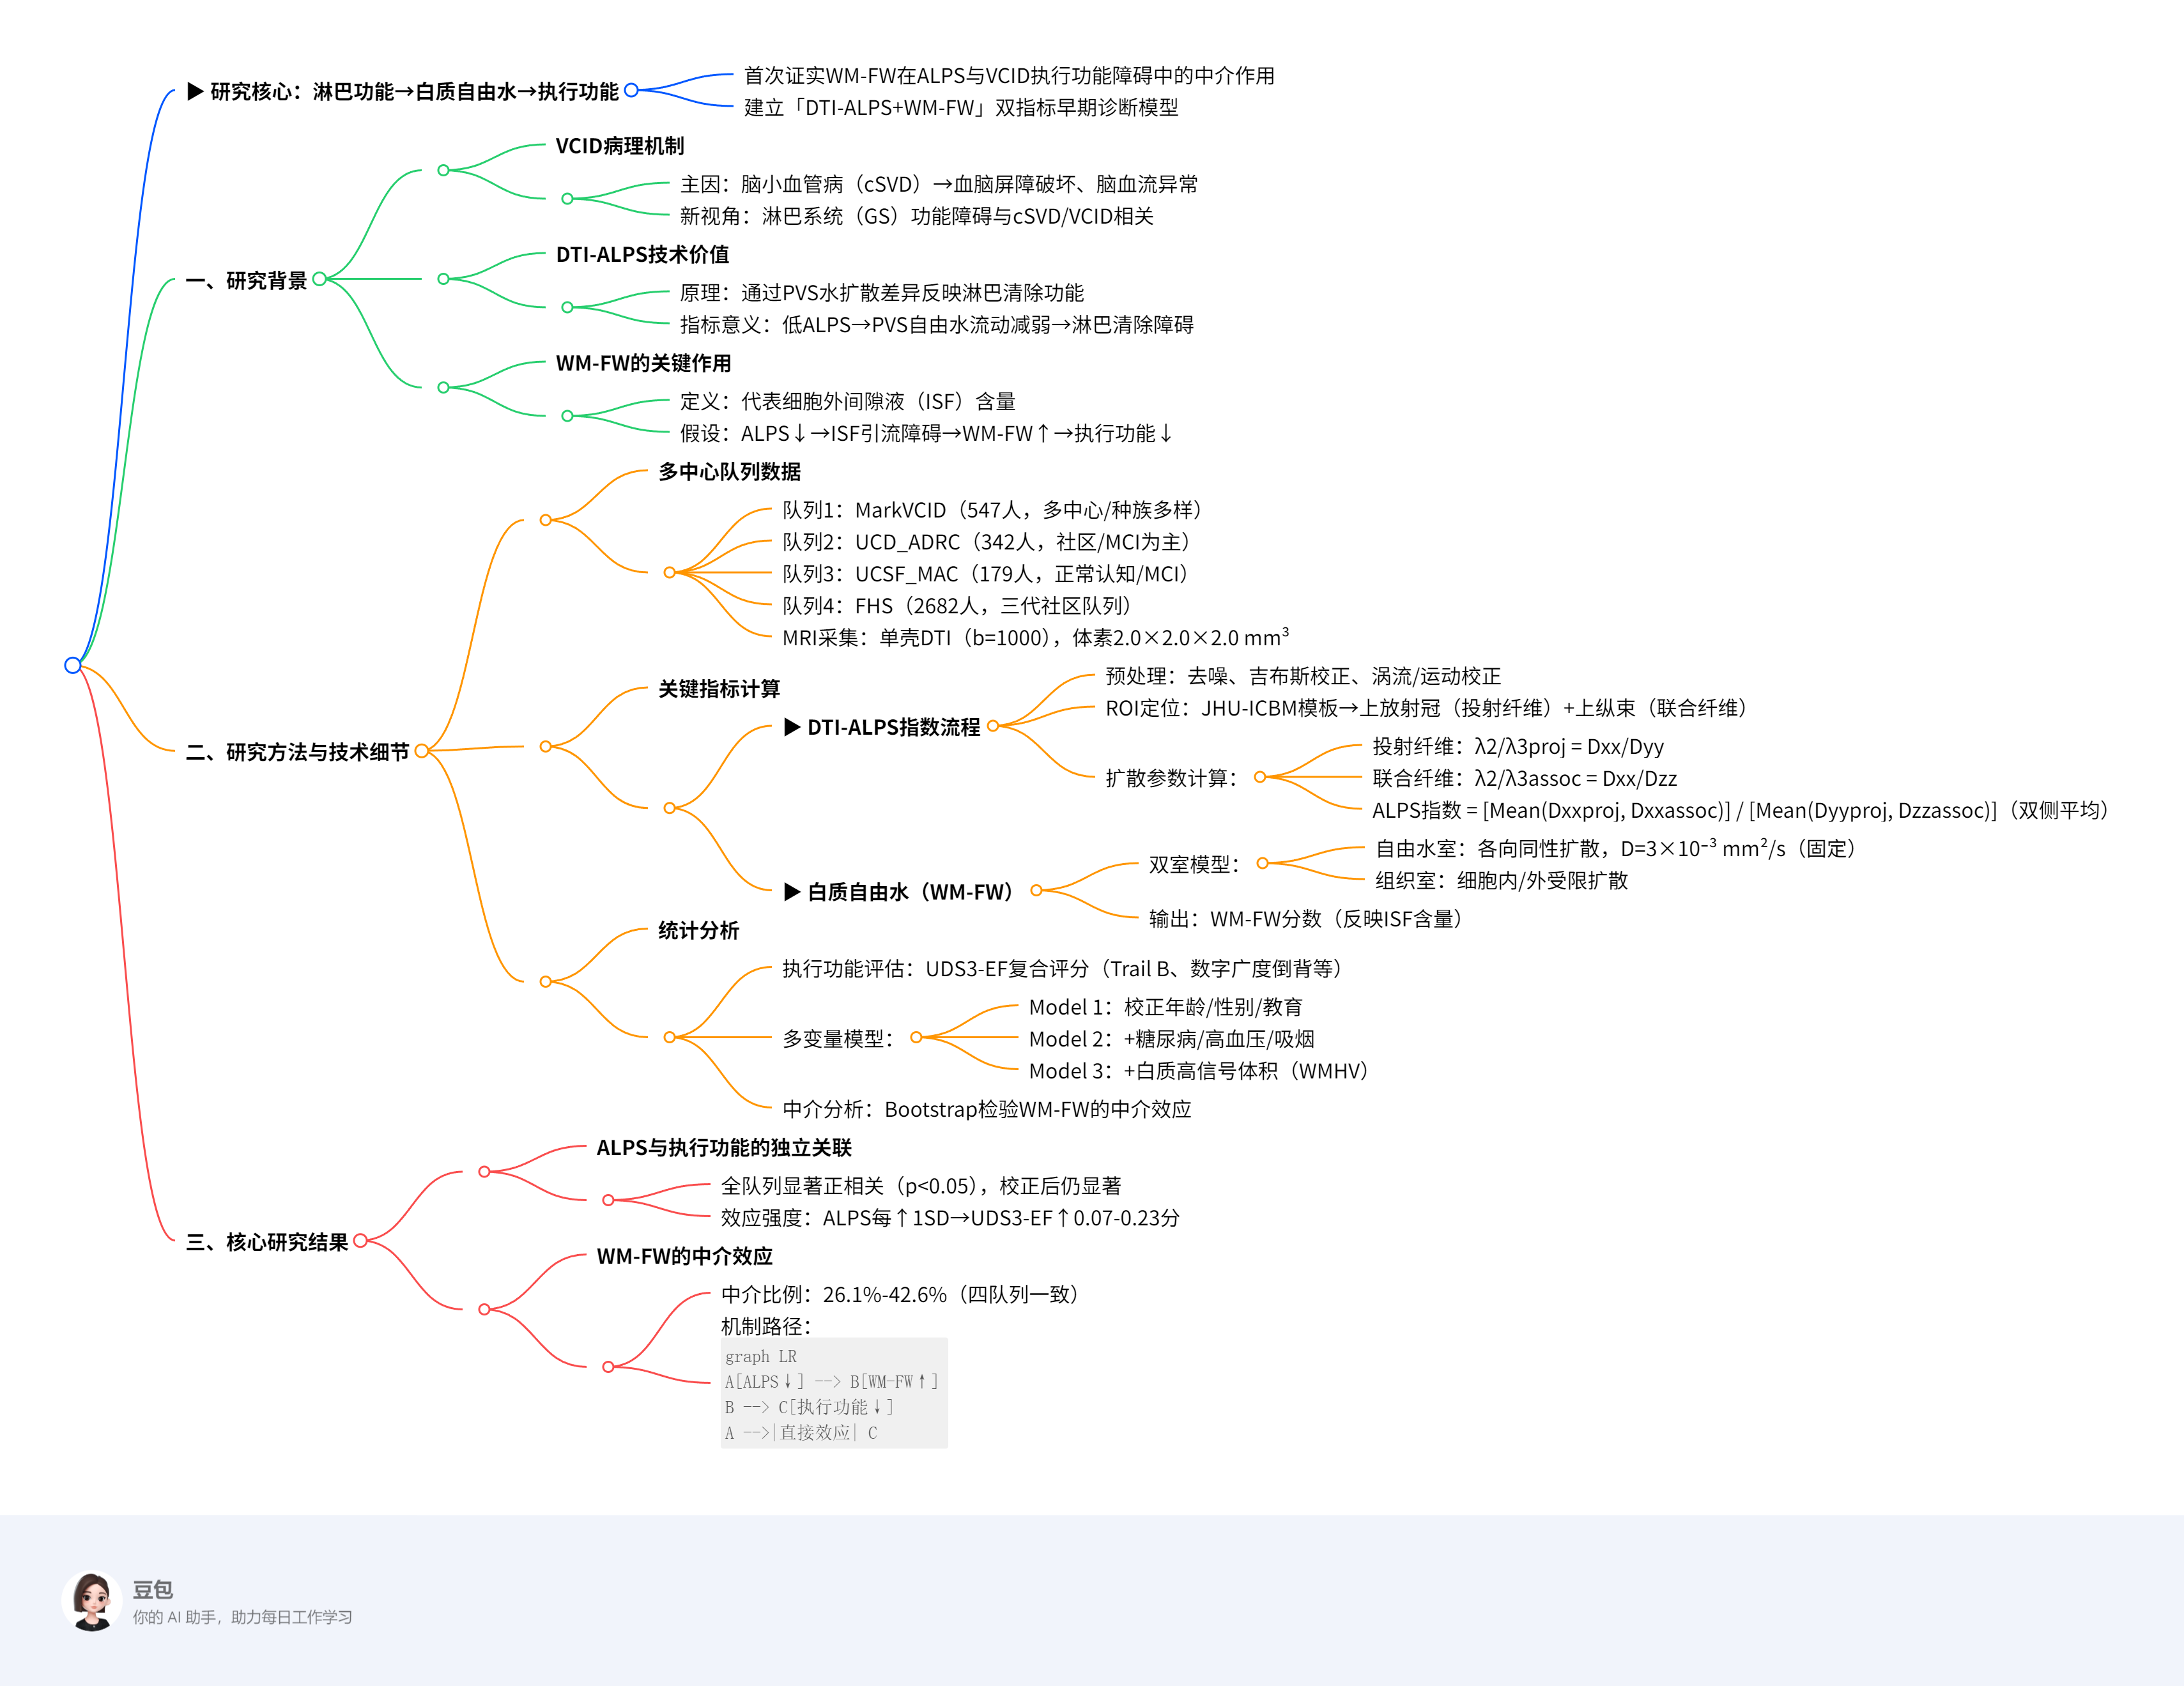 ▶ 研究核心：淋巴功能→白质自由水→执行功能
首次证实WM-FW在ALPS与VCID执行功能障碍中的中介作用
建立「DTI-ALPS+WM-FW」双指标早期诊断模型
一、研究背景
VCID病理机制
主因：脑小血管病（cSVD）→血脑屏障破坏、脑血流异常
新视角：淋巴系统（GS）功能障碍与cSVD/VCID相关
DTI-ALPS技术价值
原理：通过PVS水扩散差异反映淋巴清除功能
指标意义：低ALPS→PVS自由水流动减弱→淋巴清除障碍
WM-FW的关键作用
定义：代表细胞外间隙液（ISF）含量
假设：ALPS↓→ISF引流障碍→WM-FW↑→执行功能↓
二、研究方法与技术细节
多中心队列数据
队列1：MarkVCID（547人，多中心/种族多样）
队列2：UCD_ADRC（342人，社区/MCI为主）
队列3：UCSF_MAC（179人，正常认知/MCI）
队列4：FHS（2682人，三代社区队列）
MRI采集：单壳DTI（b=1000），体素2.0×2.0×2.0 mm³
关键指标计算
▶ DTI-ALPS指数流程
预处理：去噪、吉布斯校正、涡流/运动校正
ROI定位：JHU-ICBM模板→上放射冠（投射纤维）+上纵束（联合纤维）
扩散参数计算：
投射纤维：λ2/λ3proj = Dxx/Dyy
联合纤维：λ2/λ3assoc = Dxx/Dzz
ALPS指数 = [Mean(Dxxproj, Dxxassoc)] / [Mean(Dyyproj, Dzzassoc)]（双侧平均）
▶ 白质自由水（WM-FW）
双室模型：
自由水室：各向同性扩散，D=3×10⁻³ mm²/s（固定）
组织室：细胞内/外受限扩散
输出：WM-FW分数（反映ISF含量）
统计分析
执行功能评估：UDS3-EF复合评分（Trail B、数字广度倒背等）
多变量模型：
Model 1：校正年龄/性别/教育
Model 2：+糖尿病/高血压/吸烟
Model 3：+白质高信号体积（WMHV）
中介分析：Bootstrap检验WM-FW的中介效应
三、核心研究结果
ALPS与执行功能的独立关联
全队列显著正相关（p<0.05），校正后仍显著
效应强度：ALPS每↑1SD→UDS3-EF↑0.07-0.23分
WM-FW的中介效应
中介比例：26.1%-42.6%（四队列一致）
机制路径：
graph LR
A[ALPS↓] --> B[WM-FW↑]
B --> C[执行功能↓]
A -->|直接效应| C
豆包
你的 AI 助手，助力每日工作学习